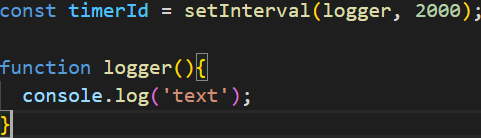 const timerId = setInterval(logger, 2000);
function logger(){
console.log('text');
}